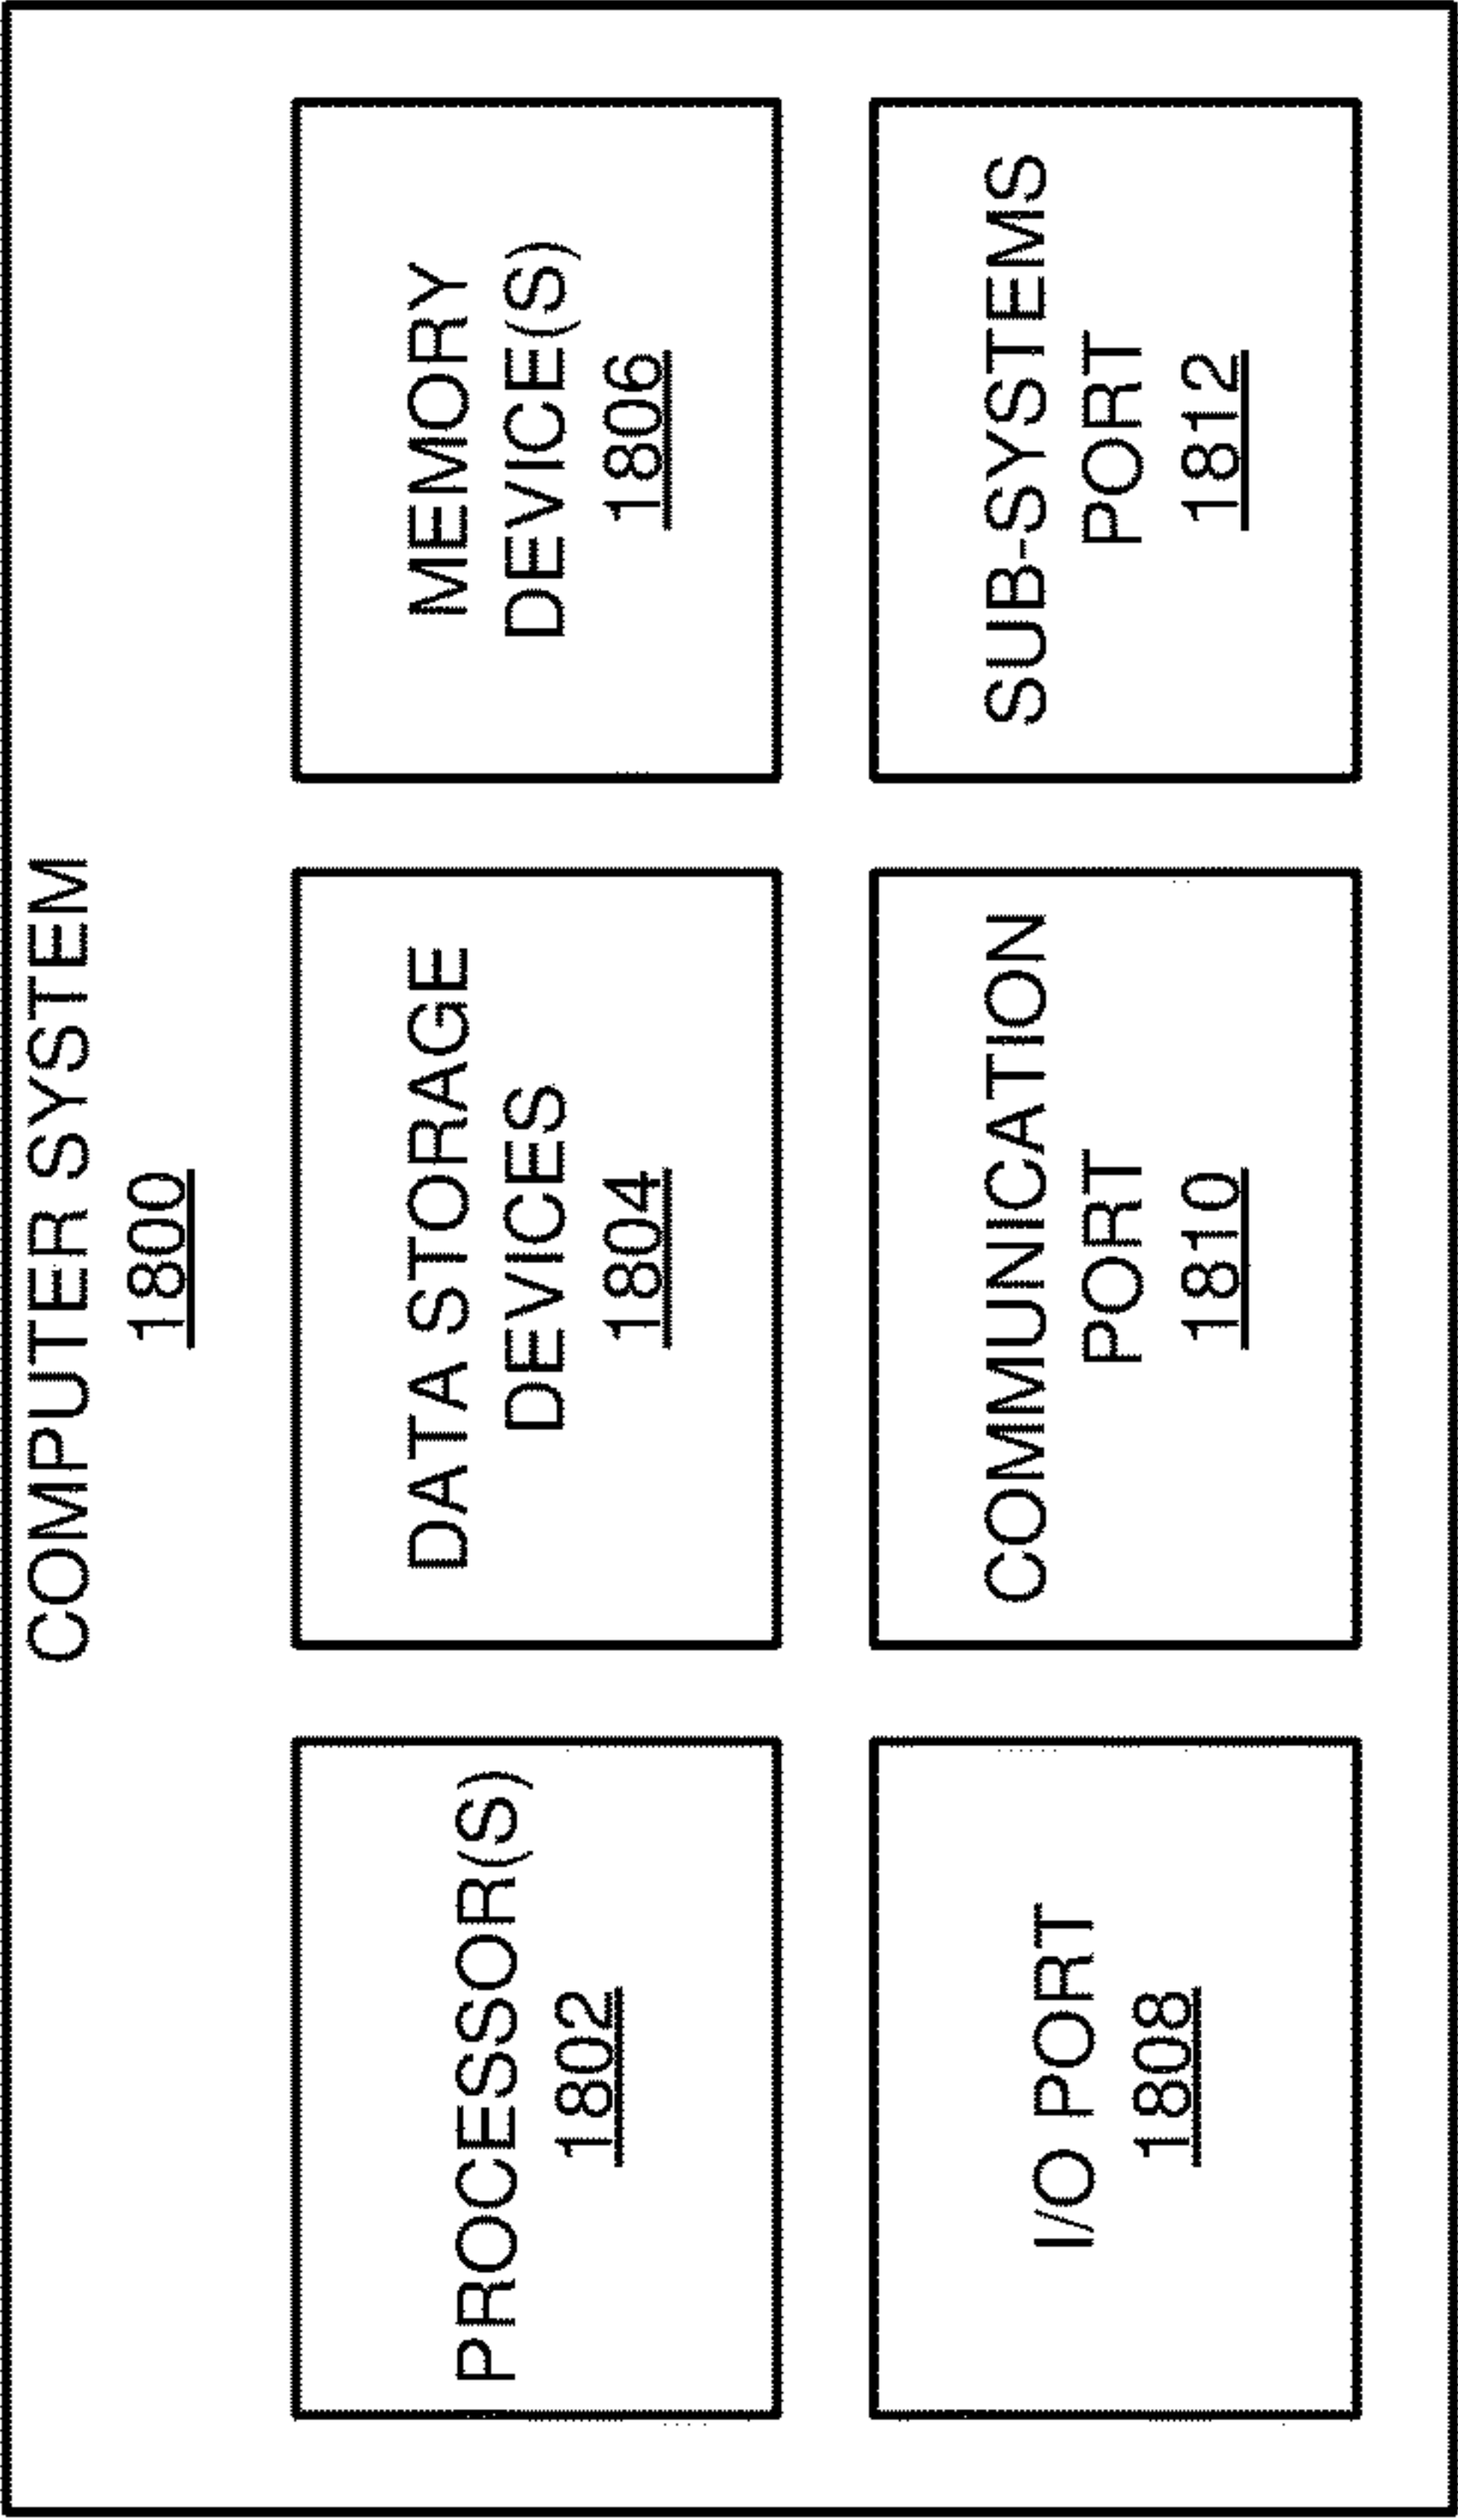 COMPUTER SYSTEM
1800
PROCESSOR(S)
1802
DATA STORAGE
DEVICES
1804
MEMORY
DEVICE(S)
1806
I/O PORT
1808
COMMUNICATION
PORT
1810
SUB-SYSTEMS
PORT
1812